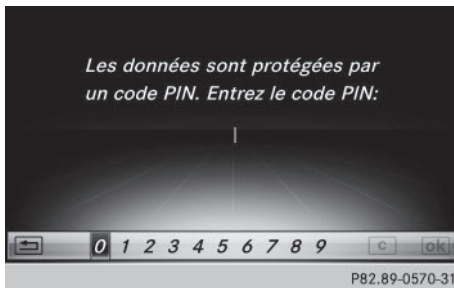 Les données sont protégées par
un code PIN. Entrez le code PIN:
0 1 2 3 4 5 6 7 8 9 c ok
P82.89-0570-31